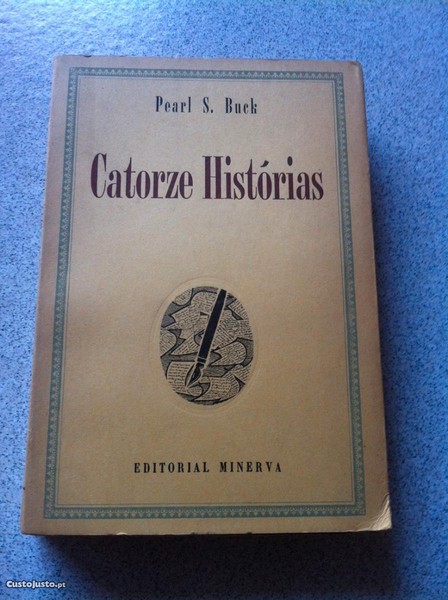 Pearl S. Buck
Catorze Histórias
EDITORIAL MINERVA
CustoJusto.pt